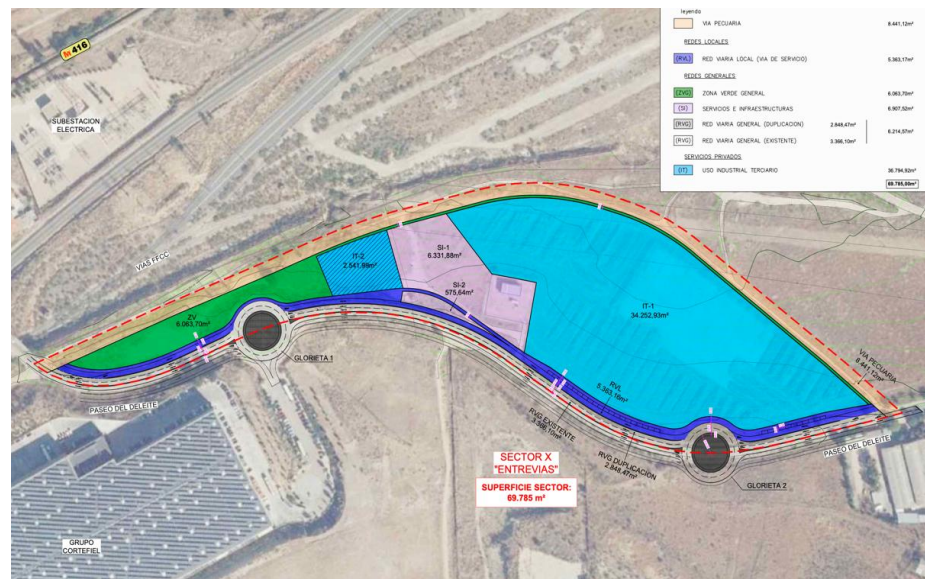 leyenda
VIA PECUARIA 8.441,12m²
REDES LOCALES
(RVL) RED VIARIA LOCAL (VIA DE SERVICIO) 5.363,17m²
REDES GENERALES
(ZVG) ZONA VERDE GENERAL 6.063,70m²
(SI) SERVICIOS E INFRAESTRUCTURAS 6.907,52m²
(RVG) RED VIARIA GENERAL (DUPLICACION) 2.848,47m²
6.214,57m²
(RVG) RED VIARIA GENERAL (EXISTENTE) 3.366,10m²
SERVICIOS PRIVADOS
(IT) USO INDUSTRIAL TERCIARIO 36.794,92m²
69.785,00m²
416
SUBESTACION
ELECTRICA
VIAS FFCC
IT-2
2.541,99m²
SI-1
6.331,88m²
SI-2
575,64m²
IT-1
34.252,93m²
ZV
6.063,70m²
GLORIETA 1
PASEO DEL DELEITE
RVL
5.363,16m²
VIA PECUARIA
8.441,12m²
RVG EXISTENTE
3.366,10m²
RVG DUPLICACION
2.848,47m²
PASEO DEL DELEITE
GLORIETA 2
SECTOR X
"ENTREVIAS"
SUPERFICIE SECTOR:
69.785 m²
GRUPO
CORTEFIEL